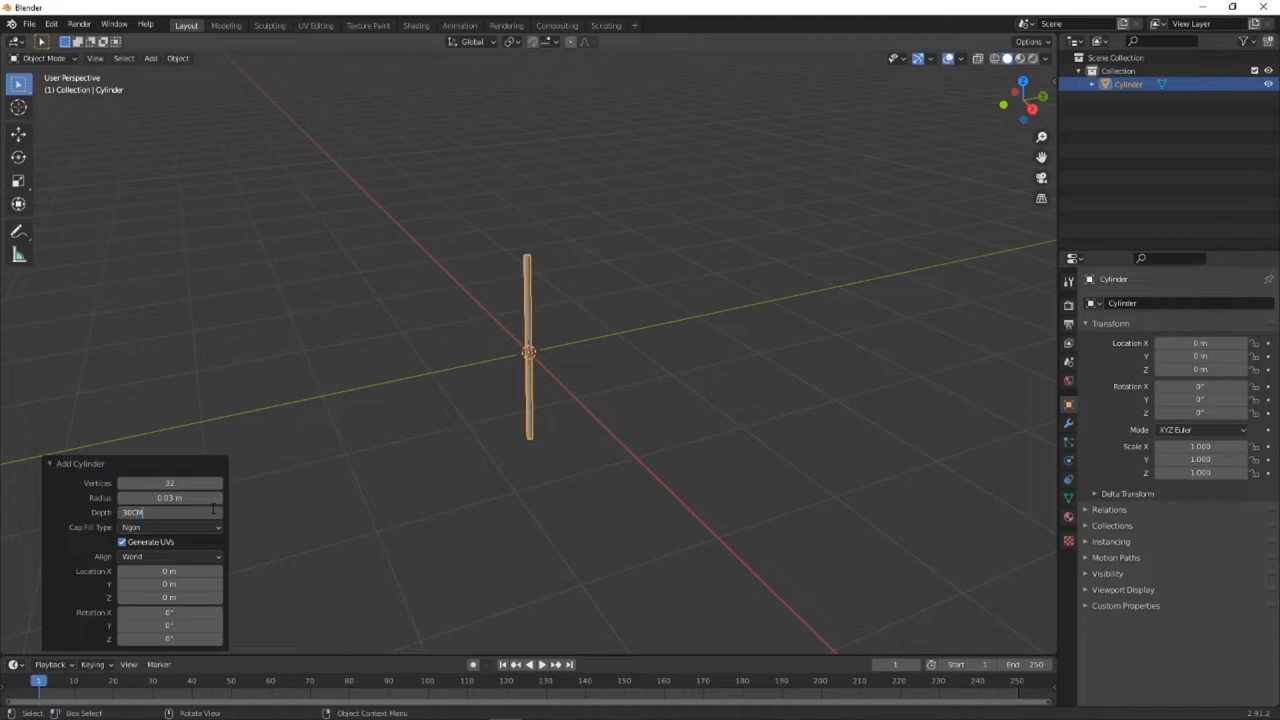 Blender
File Edit Render Window Help Layout Modeling Sculpting UV Editing Texture Paint Shading Animation Rendering Compositing Scripting + Scene View Layer
Global Options
Object Mode View Select Add Object
User Perspective
(1) Collection | Cylinder
Scene Collection
Collection
Cylinder
Z
Y
X
Cylinder
Cylinder
Transform
Location X 0 m
Y 0 m
Z 0 m
Rotation X 0°
Y 0°
Z 0°
Mode XYZ Euler
Scale X 1.000
Y 1.000
Z 1.000
Delta Transform
Relations
Collections
Instancing
Motion Paths
Visibility
Viewport Display
Custom Properties
Add Cylinder
Vertices 32
Radius 0.03 m
Depth 30CM
Cap Fill Type Ngon
Generate UVs
Align World
Location X 0 m
Y 0 m
Z 0 m
Rotation X 0°
Y 0°
Z 0°
Playback Keying View Marker 1 Start 1 End 250
1 10 20 30 40 50 60 70 80 90 100 110 120 130 140 150 160 170 180 190 200 210 220 230 240 250
Select Box Select Rotate View Object Context Menu 2.91.2